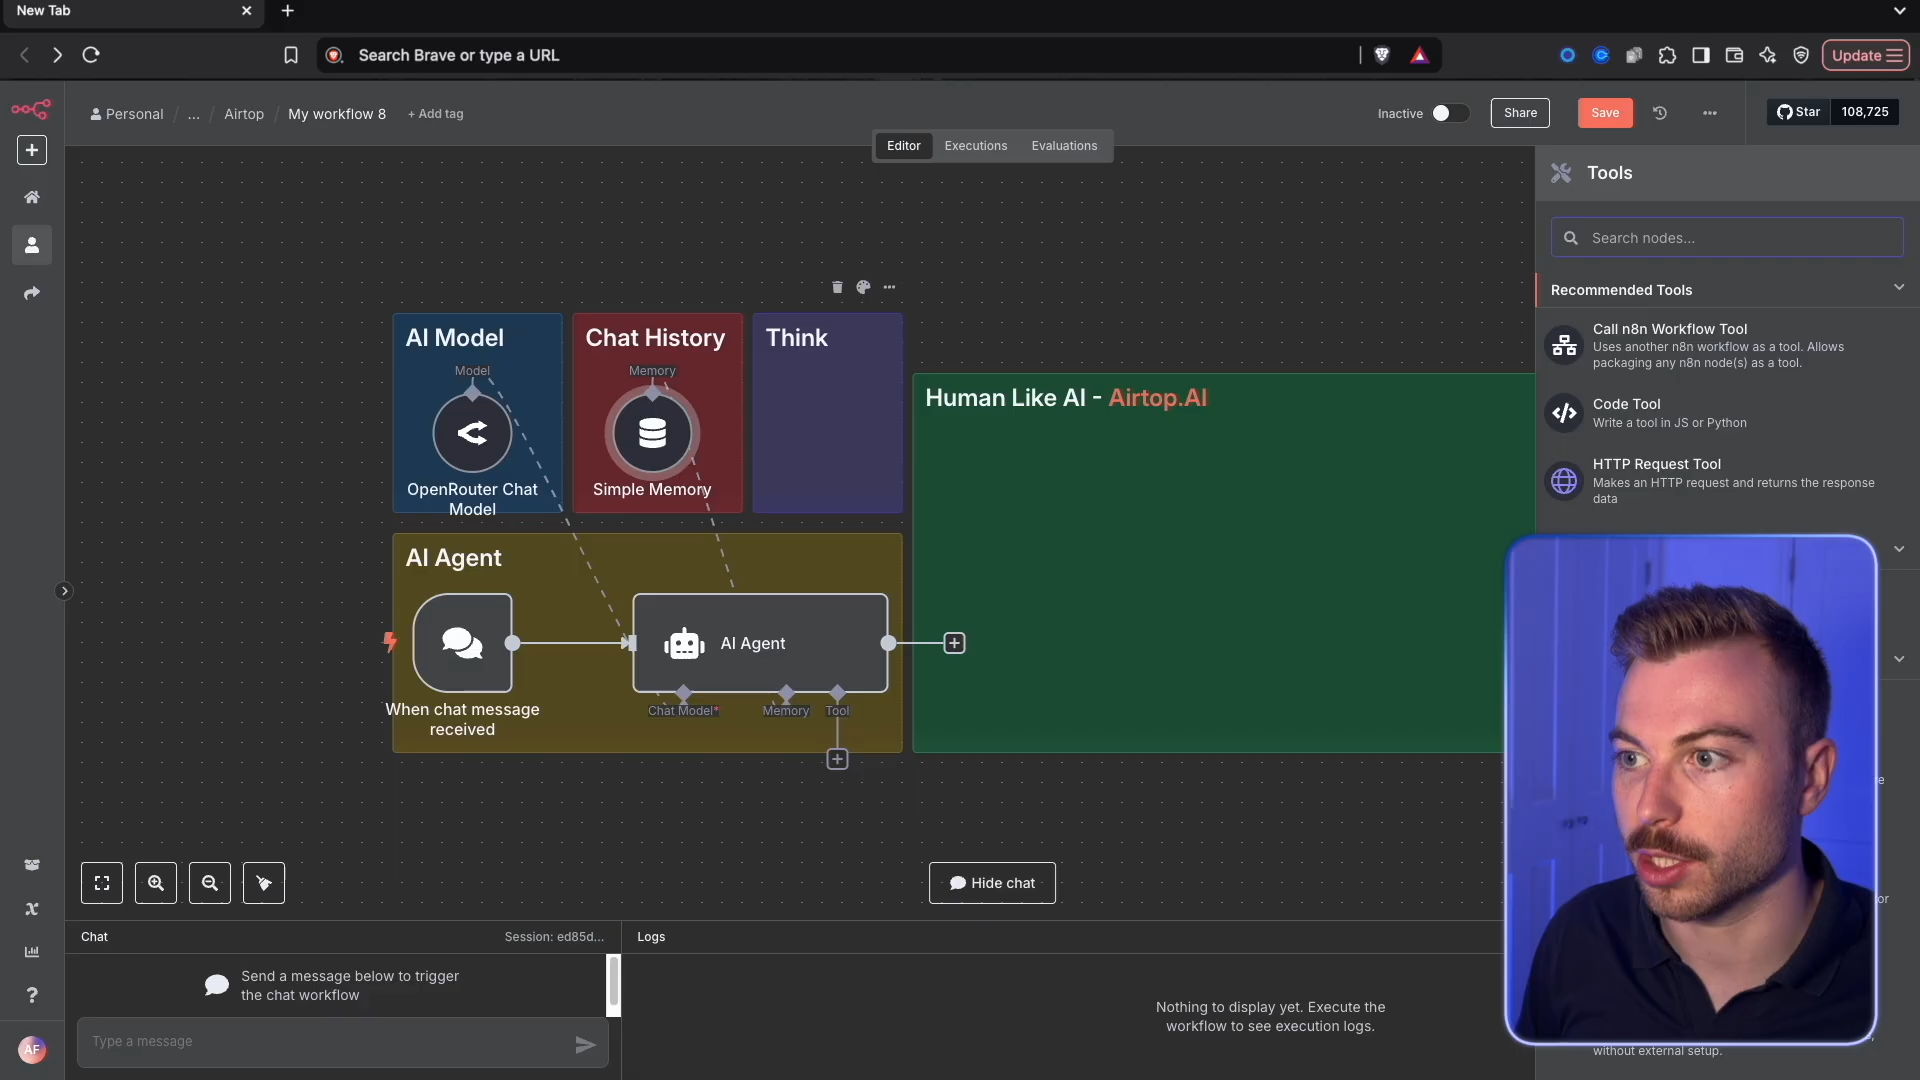 New Tab
Search Brave or type a URL
Update
Personal / ... / Airtop / My workflow 8 + Add tag
Inactive
Share
Save
Star 108,725
Editor Executions Evaluations
Tools
Search nodes...
Recommended Tools
Call n8n Workflow Tool
Uses another n8n workflow as a tool. Allows
packaging any n8n node(s) as a tool.
Code Tool
Write a tool in JS or Python
HTTP Request Tool
Makes an HTTP request and returns the response
data
AI Model
Model
OpenRouter Chat
Model
Chat History
Memory
Simple Memory
Think
Human Like AI - Airtop.AI
AI Agent
When chat message
received
AI Agent
Chat Model*
Memory
Tool
Hide chat
Chat
Session: ed85d...
Logs
Send a message below to trigger
the chat workflow
Type a message
Nothing to display yet. Execute the
workflow to see execution logs.
or
without external setup.
AF